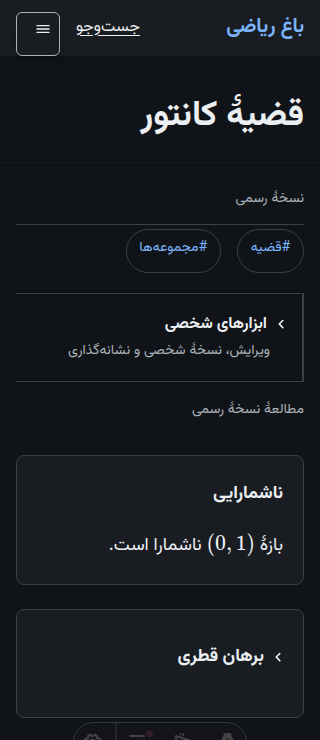 باغ ریاضی
جست‌وجو
قضیهٔ کانتور
نسخهٔ رسمی
#قضیه
#مجموعه‌ها
ابزارهای شخصی
ویرایش، نسخهٔ شخصی و نشانه‌گذاری
مطالعهٔ نسخهٔ رسمی
ناشمارایی
بازهٔ (0, 1) ناشمارا است.
برهان قطری